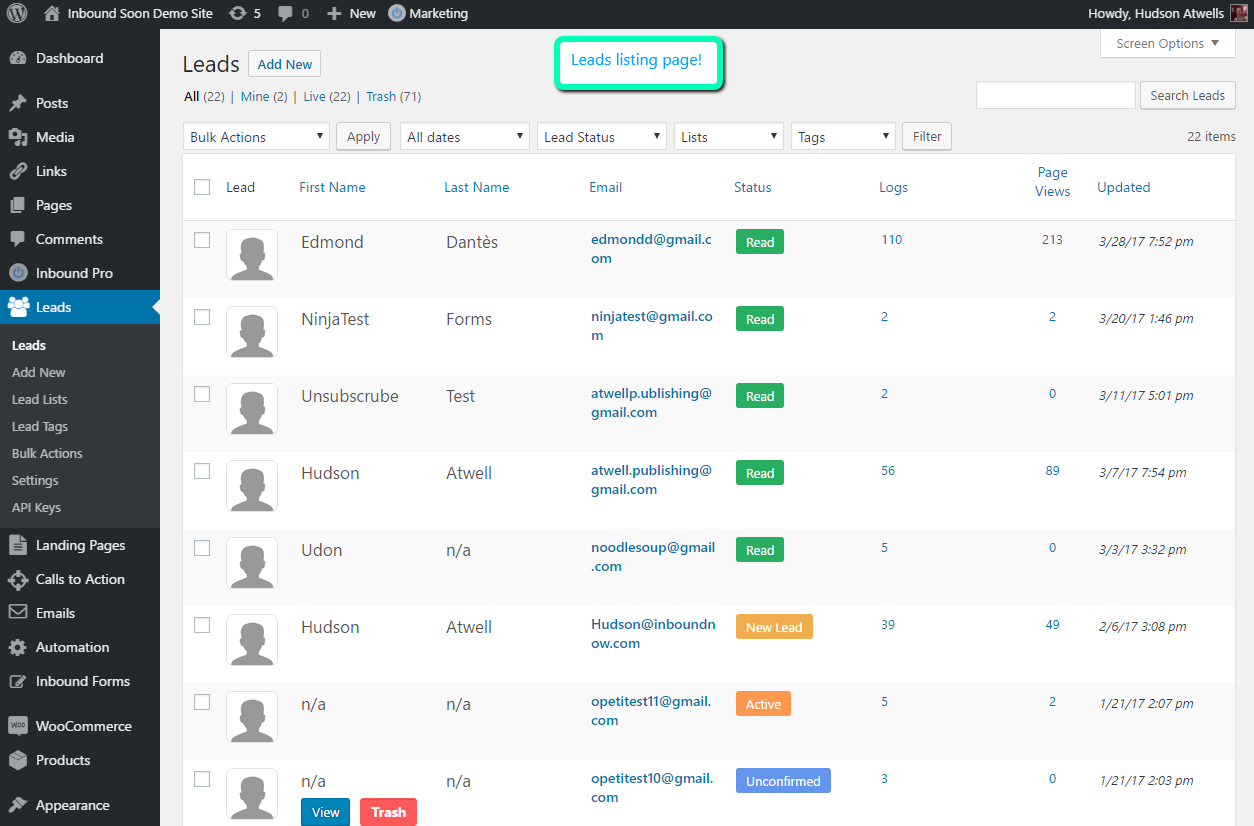 Inbound Soon Demo Site 5 0 New Marketing Howdy, Hudson Atwells
Dashboard
Posts
Media
Links
Pages
Comments
Inbound Pro
Leads
Leads
Add New
Lead Lists
Lead Tags
Bulk Actions
Settings
API Keys
Landing Pages
Calls to Action
Emails
Automation
Inbound Forms
WOO WooCommerce
Products
Appearance
Screen Options ▼
Leads Add New
Leads listing page!
All (22) | Mine (2) | Live (22) | Trash (71)
Search Leads
Bulk Actions Apply All dates Lead Status Lists Tags Filter 22 items
Lead First Name Last Name Email Status Logs Page Views Updated
Edmond Dantès edmondd@gmail.c
om Read 110 213 3/28/17 7:52 pm
NinjaTest Forms ninjatest@gmail.co
m Read 2 2 3/20/17 1:46 pm
Unsubscrube Test atwellp.ublishing@
gmail.com Read 2 0 3/11/17 5:01 pm
Hudson Atwell atwell.publishing@
gmail.com Read 56 89 3/7/17 7:54 pm
Udon n/a noodlesoup@gmail
.com Read 5 0 3/3/17 3:32 pm
Hudson Atwell Hudson@inboundn
ow.com New Lead 39 49 2/6/17 3:08 pm
n/a n/a opetitest11@gmail.
com Active 5 2 1/21/17 2:07 pm
n/a n/a opetitest10@gmail.
com Unconfirmed 3 0 1/21/17 2:03 pm
View Trash